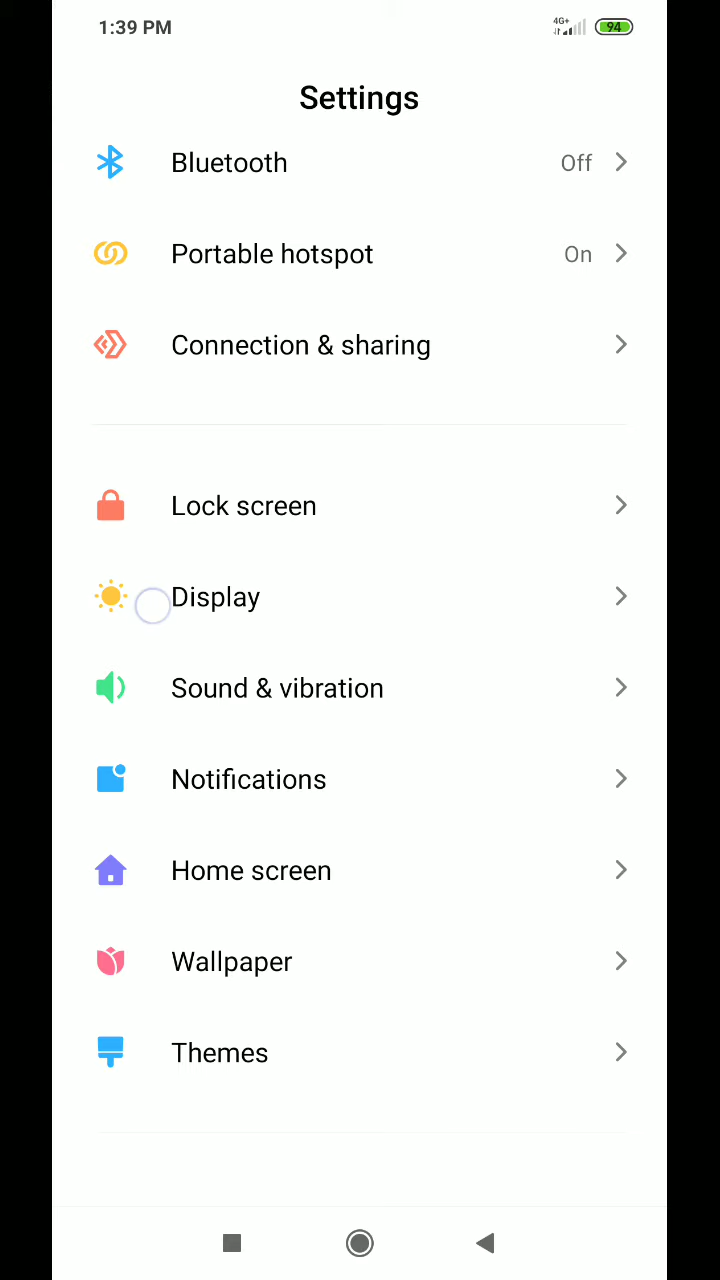 1:39 PM 4G+ 94
Settings
Bluetooth Off
Portable hotspot On
Connection & sharing
Lock screen
Display
Sound & vibration
Notifications
Home screen
Wallpaper
Themes